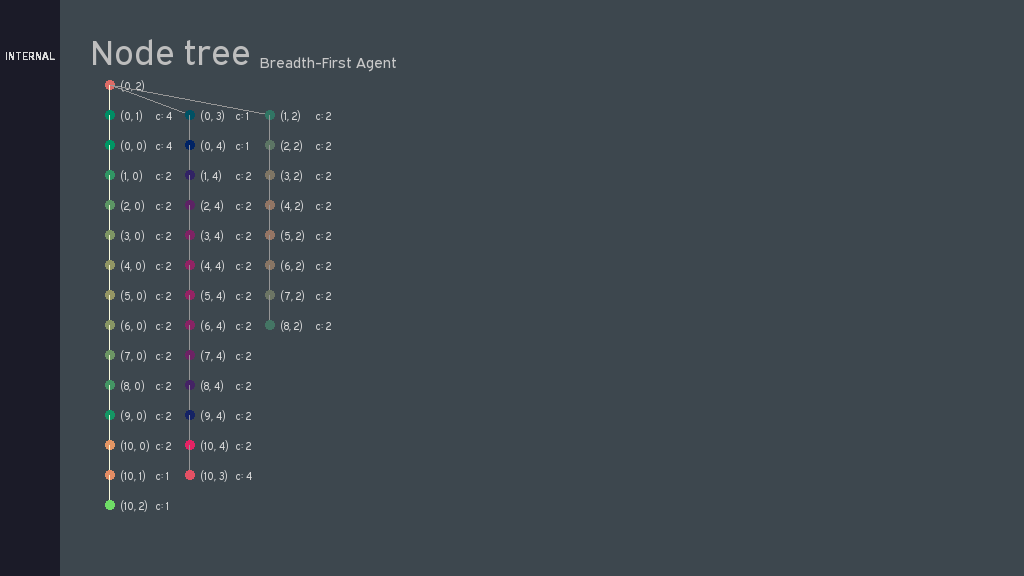 INTERNAL
Node tree Breadth-First Agent
(0, 2)
(0, 1) c: 4 (0, 3) c: 1 (1, 2) c: 2
(0, 0) c: 4 (0, 4) c: 1 (2, 2) c: 2
(1, 0) c: 2 (1, 4) c: 2 (3, 2) c: 2
(2, 0) c: 2 (2, 4) c: 2 (4, 2) c: 2
(3, 0) c: 2 (3, 4) c: 2 (5, 2) c: 2
(4, 0) c: 2 (4, 4) c: 2 (6, 2) c: 2
(5, 0) c: 2 (5, 4) c: 2 (7, 2) c: 2
(6, 0) c: 2 (6, 4) c: 2 (8, 2) c: 2
(7, 0) c: 2 (7, 4) c: 2
(8, 0) c: 2 (8, 4) c: 2
(9, 0) c: 2 (9, 4) c: 2
(10, 0) c: 2 (10, 4) c: 2
(10, 1) c: 1 (10, 3) c: 4
(10, 2) c: 1